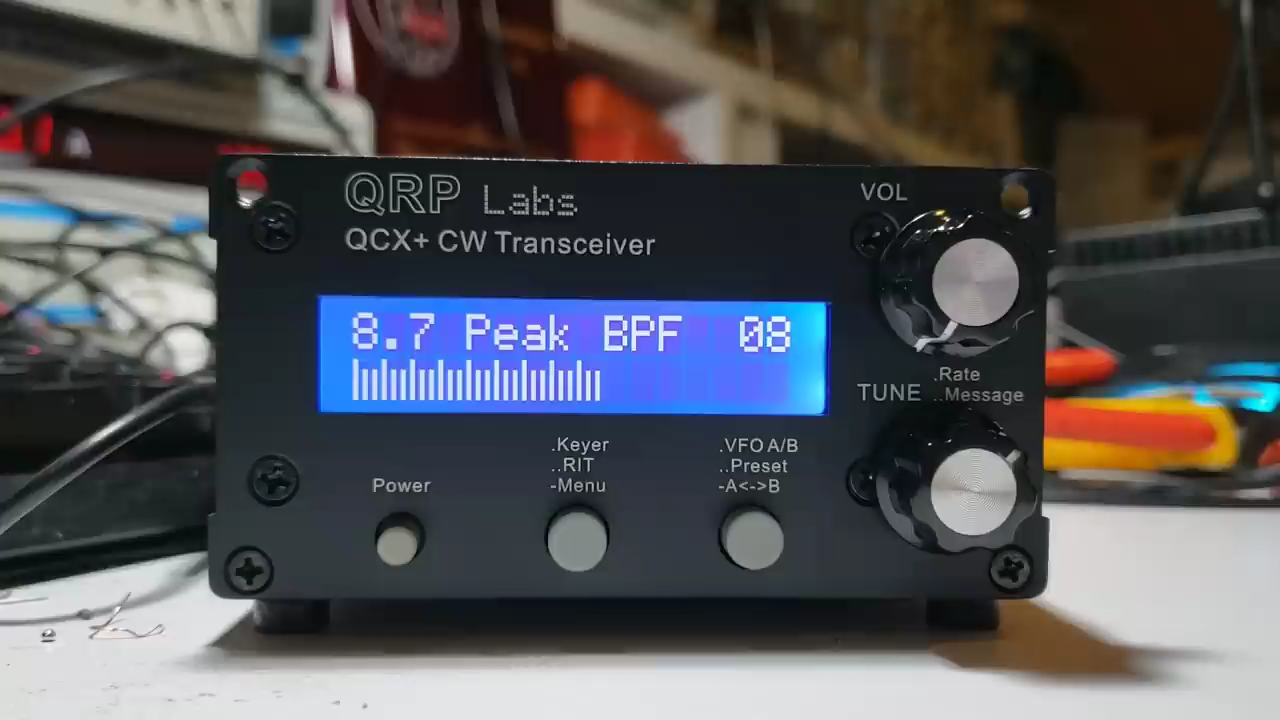 QRP Labs
QCX+ CW Transceiver
VOL
8.7 Peak BPF 08
.Rate
TUNE ..Message
.Keyer
..RIT
-Menu
.VFO A/B
..Preset
-A<->B
Power